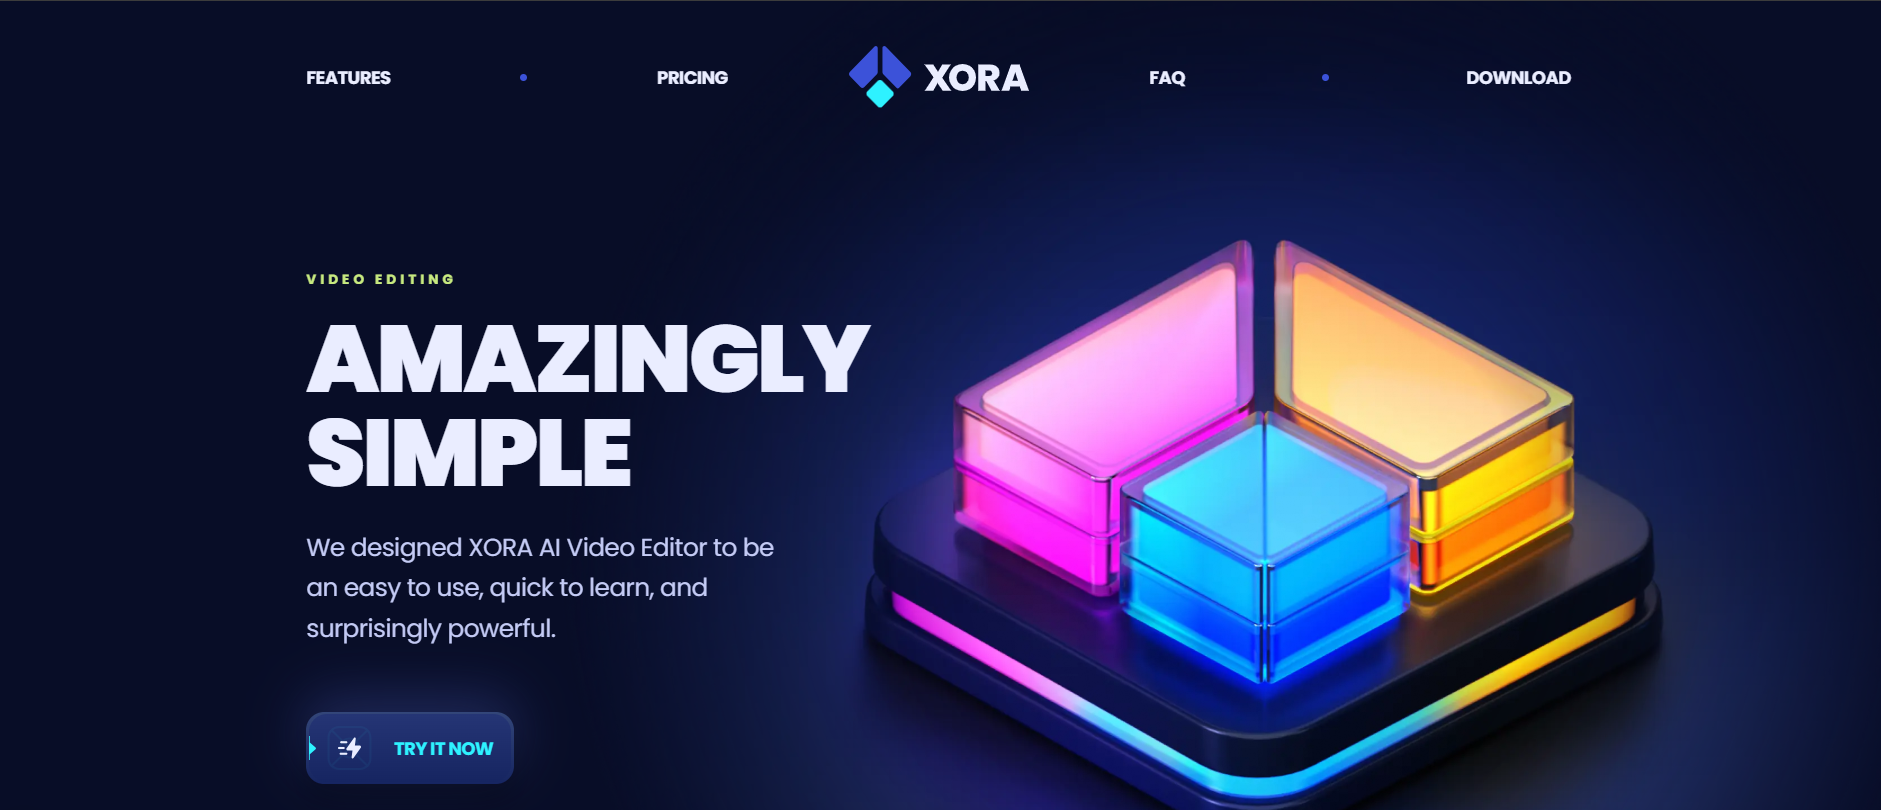 FEATURES
PRICING
XORA
FAQ
DOWNLOAD
VIDEO EDITING
AMAZINGLY
SIMPLE
We designed XORA AI Video Editor to be
an easy to use, quick to learn, and
surprisingly powerful.
TRY IT NOW